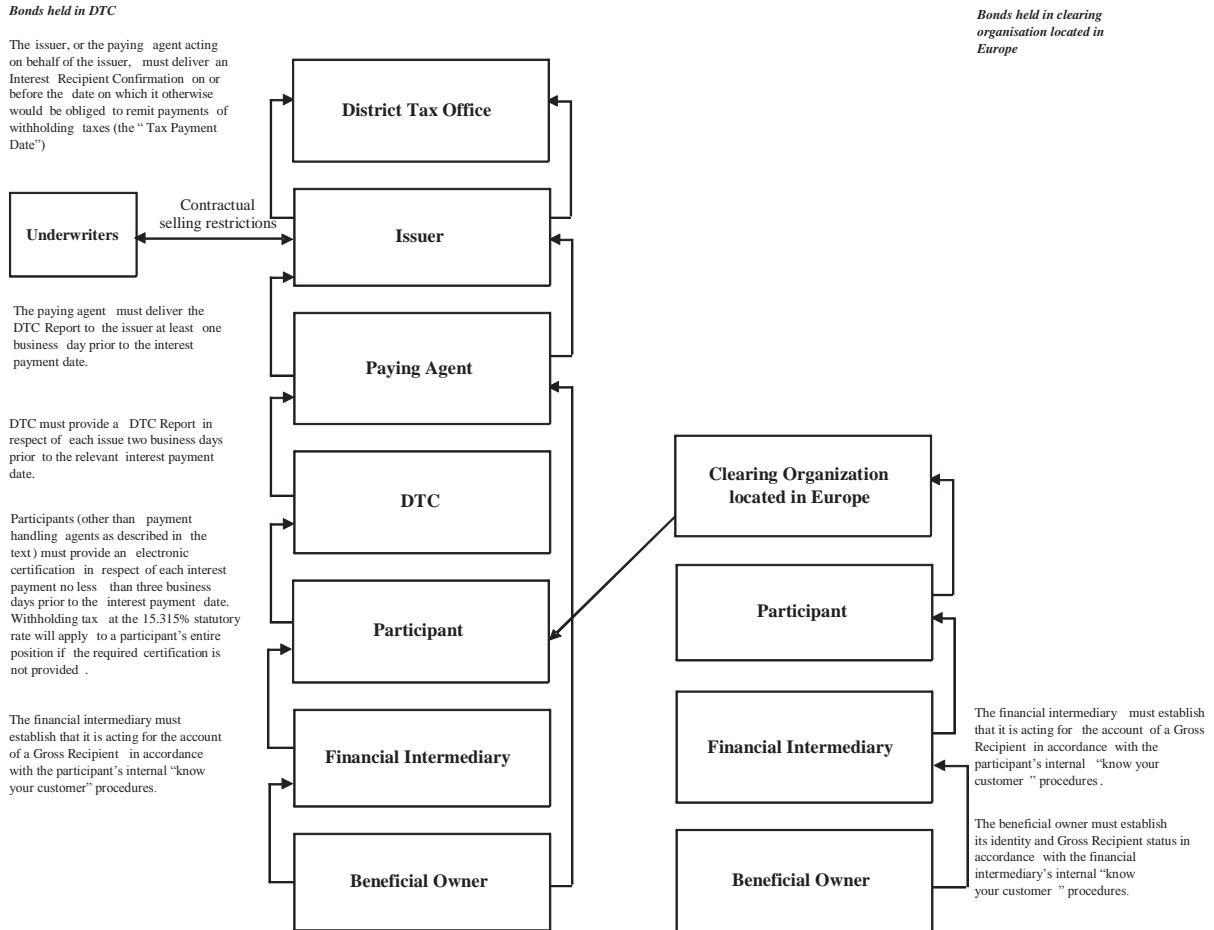 Bonds held in DTC
The issuer, or the paying agent acting
on behalf of the issuer, must deliver an
Interest Recipient Confirmation on or
before the date on which it otherwise
would be obliged to remit payments of
withholding taxes (the “ Tax Payment
Date”)
Bonds held in clearing
organisation located in
Europe
District Tax Office
Underwriters
Contractual
selling restrictions
Issuer
The paying agent must deliver the
DTC Report to the issuer at least one
business day prior to the interest
payment date.
Paying Agent
DTC must provide a DTC Report in
respect of each issue two business days
prior to the relevant interest payment
date.
DTC
Clearing Organization
located in Europe
Participants (other than payment
handling agents as described in the
text) must provide an electronic
certification in respect of each interest
payment no less than three business
days prior to the interest payment date.
Withholding tax at the 15.315% statutory
rate will apply to a participant’s entire
position if the required certification is
not provided .
Participant
Participant
The financial intermediary must
establish that it is acting for the account
of a Gross Recipient in accordance
with the participant’s internal “know
your customer” procedures.
Financial Intermediary
Financial Intermediary
The financial intermediary must establish
that it is acting for the account of a Gross
Recipient in accordance with the
participant’s internal “know your
customer ” procedures .
Beneficial Owner
Beneficial Owner
The beneficial owner must establish
its identity and Gross Recipient status in
accordance with the financial
intermediary’s internal “know
your customer ” procedures.